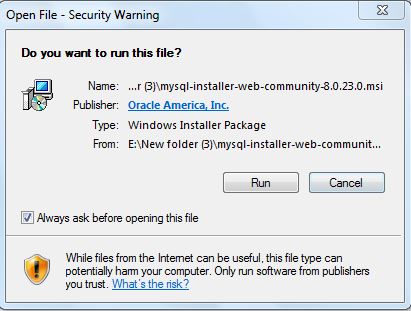 Open File - Security Warning
Do you want to run this file?
Name: ...r (3)\mysql-installer-web-community-8.0.23.0.msi
Publisher: Oracle America, Inc.
Type: Windows Installer Package
From: E:\New folder (3)\mysql-installer-web-communit...
Run Cancel
Always ask before opening this file
While files from the Internet can be useful, this file type can
potentially harm your computer. Only run software from publishers
you trust. What's the risk?